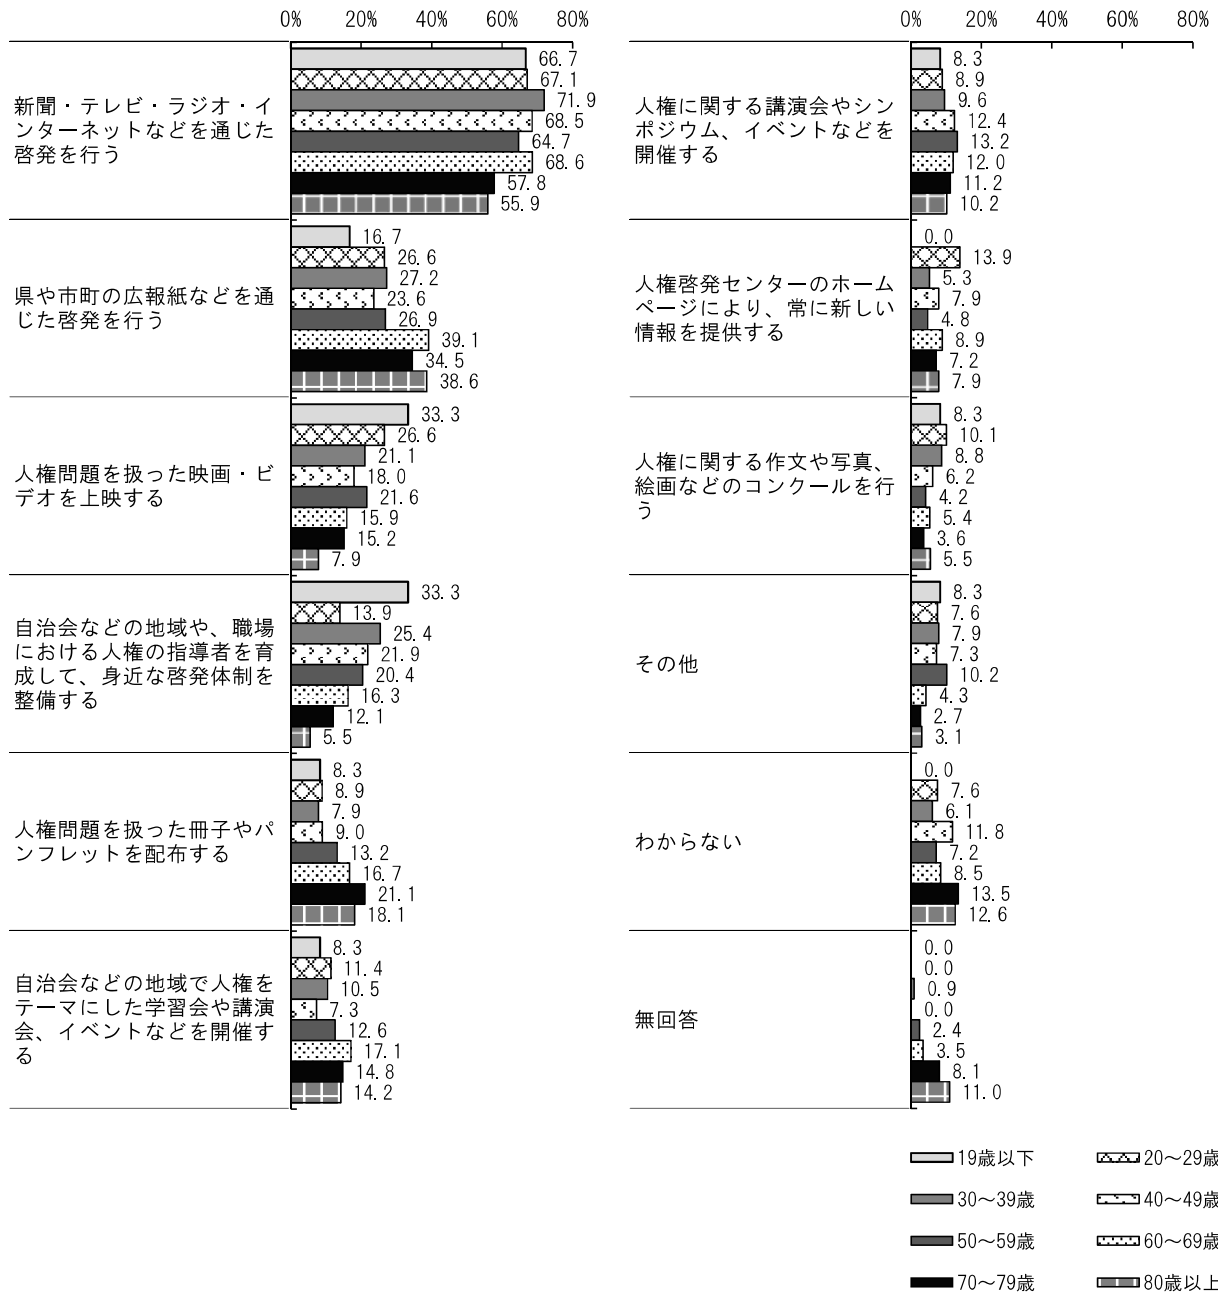 0% 20% 40% 60% 80%
新聞・テレビ・ラジオ・イ
ンターネットなどを通じた
啓発を行う
66.7
67.1
71.9
68.5
64.7
68.6
57.8
55.9
県や市町の広報紙などを通
じた啓発を行う
16.7
26.6
27.2
23.6
26.9
39.1
34.5
38.6
人権問題を扱った映画・ビ
デオを上映する
33.3
26.6
21.1
18.0
21.6
15.9
15.2
7.9
自治会などの地域や、職場
における人権の指導者を育
成して、身近な啓発体制を
整備する
33.3
13.9
25.4
21.9
20.4
16.3
12.1
5.5
人権問題を扱った冊子やパ
ンフレットを配布する
8.3
8.9
7.9
9.0
13.2
16.7
21.1
18.1
自治会などの地域で人権を
テーマにした学習会や講演
会、イベントなどを開催す
る
8.3
11.4
10.5
7.3
12.6
17.1
14.8
14.2
0% 20% 40% 60% 80%
人権に関する講演会やシン
ポジウム、イベントなどを
開催する
8.3
8.9
9.6
12.4
13.2
12.0
11.2
10.2
人権啓発センターのホーム
ページにより、常に新しい
情報を提供する
0.0
13.9
5.3
7.9
4.8
8.9
7.2
7.9
人権に関する作文や写真、
絵画などのコンクールを行
う
8.3
10.1
8.8
6.2
4.2
5.4
3.6
5.5
その他
8.3
7.6
7.9
7.3
10.2
4.3
2.7
3.1
わからない
0.0
7.6
6.1
11.8
7.2
8.5
13.5
12.6
無回答
0.0
0.0
0.9
0.0
2.4
3.5
8.1
11.0
19歳以下 20～29歳
30～39歳 40～49歳
50～59歳 60～69歳
70～79歳 80歳以上